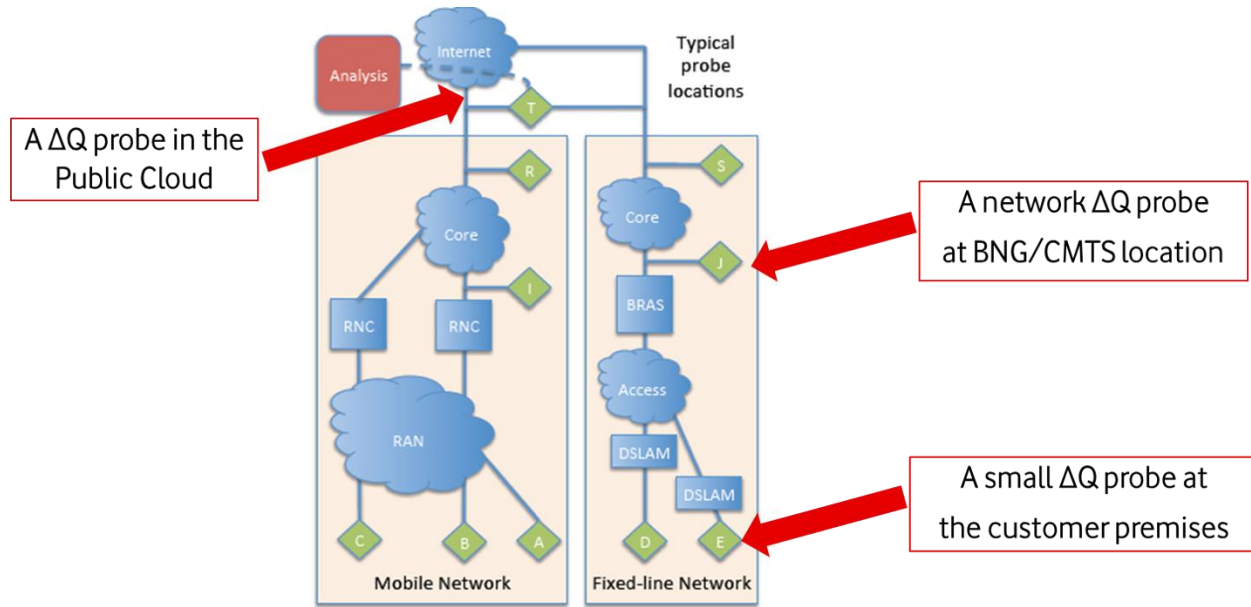 Internet
Typical
probe
locations
Analysis
T
A ΔQ probe in the
Public Cloud
R
S
Core
Core
A network ΔQ probe
at BNG/CMTS location
J
I
RNC
RNC
BRAS
Access
RAN
DSLAM
DSLAM
A small ΔQ probe at
the customer premises
C
B
A
D
E
Mobile Network
Fixed-line Network